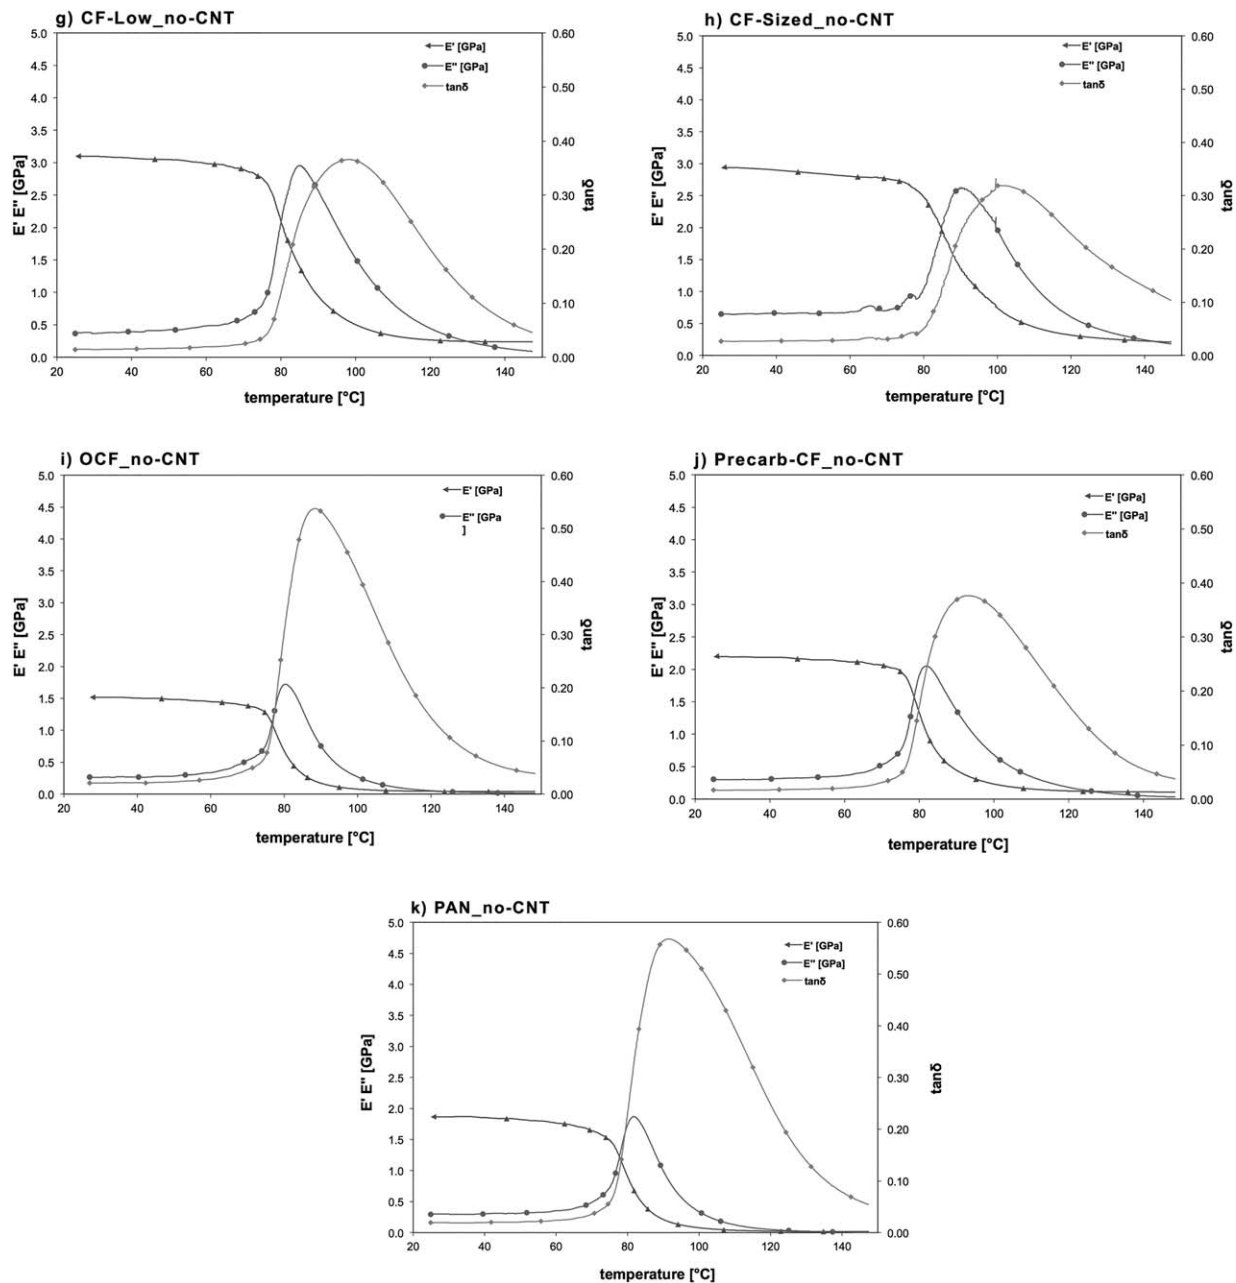 g) CF-Low_no-CNT
5.0
4.5
4.0
3.5
3.0
2.5
2.0
1.5
1.0
0.5
0.0
E' E" [GPa]
E' [GPa]
E" [GPa]
tanδ
0.60
0.50
0.40
0.30
0.20
0.10
0.00
tanδ
20 40 60 80 100 120 140
temperature [°C]
h) CF-Sized_no-CNT
5.0
4.5
4.0
3.5
3.0
2.5
2.0
1.5
1.0
0.5
0.0
E' E" [GPa]
E' [GPa]
E" [GPa]
tanδ
0.60
0.50
0.40
0.30
0.20
0.10
0.00
tanδ
20 40 60 80 100 120 140
temperature [°C]
i) OCF_no-CNT
5.0
4.5
4.0
3.5
3.0
2.5
2.0
1.5
1.0
0.5
0.0
E' E" [GPa]
E' [GPa]
E" [GPa
]
0.60
0.50
0.40
0.30
0.20
0.10
0.00
tanδ
20 40 60 80 100 120 140
temperature [°C]
j) Precarb-CF_no-CNT
5.0
4.5
4.0
3.5
3.0
2.5
2.0
1.5
1.0
0.5
0.0
E' E" [GPa]
E' [GPa]
E" [GPa]
tanδ
0.60
0.50
0.40
0.30
0.20
0.10
0.00
tanδ
20 40 60 80 100 120 140
temperature [°C]
k) PAN_no-CNT
5.0
4.5
4.0
3.5
3.0
2.5
2.0
1.5
1.0
0.5
0.0
E' E" [GPa]
E' [GPa]
E" [GPa]
tanδ
0.60
0.50
0.40
0.30
0.20
0.10
0.00
tanδ
20 40 60 80 100 120 140
temperature [°C]